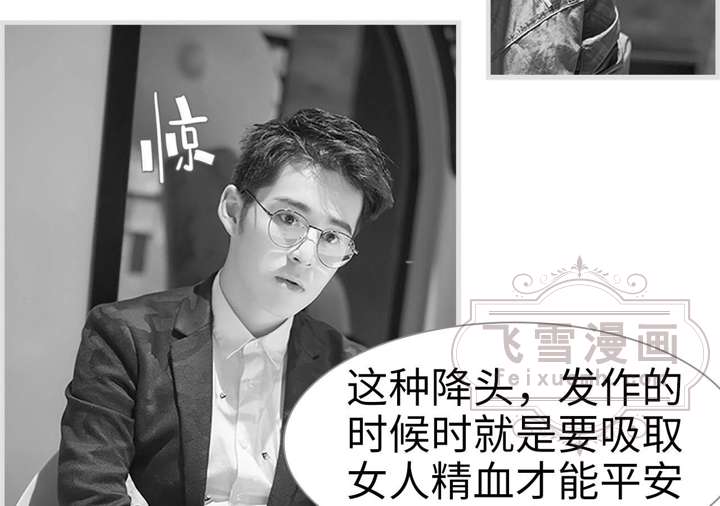 惊
飞雪漫画
这种降头，发作的
时候时就是要吸取
女人精血才能平安